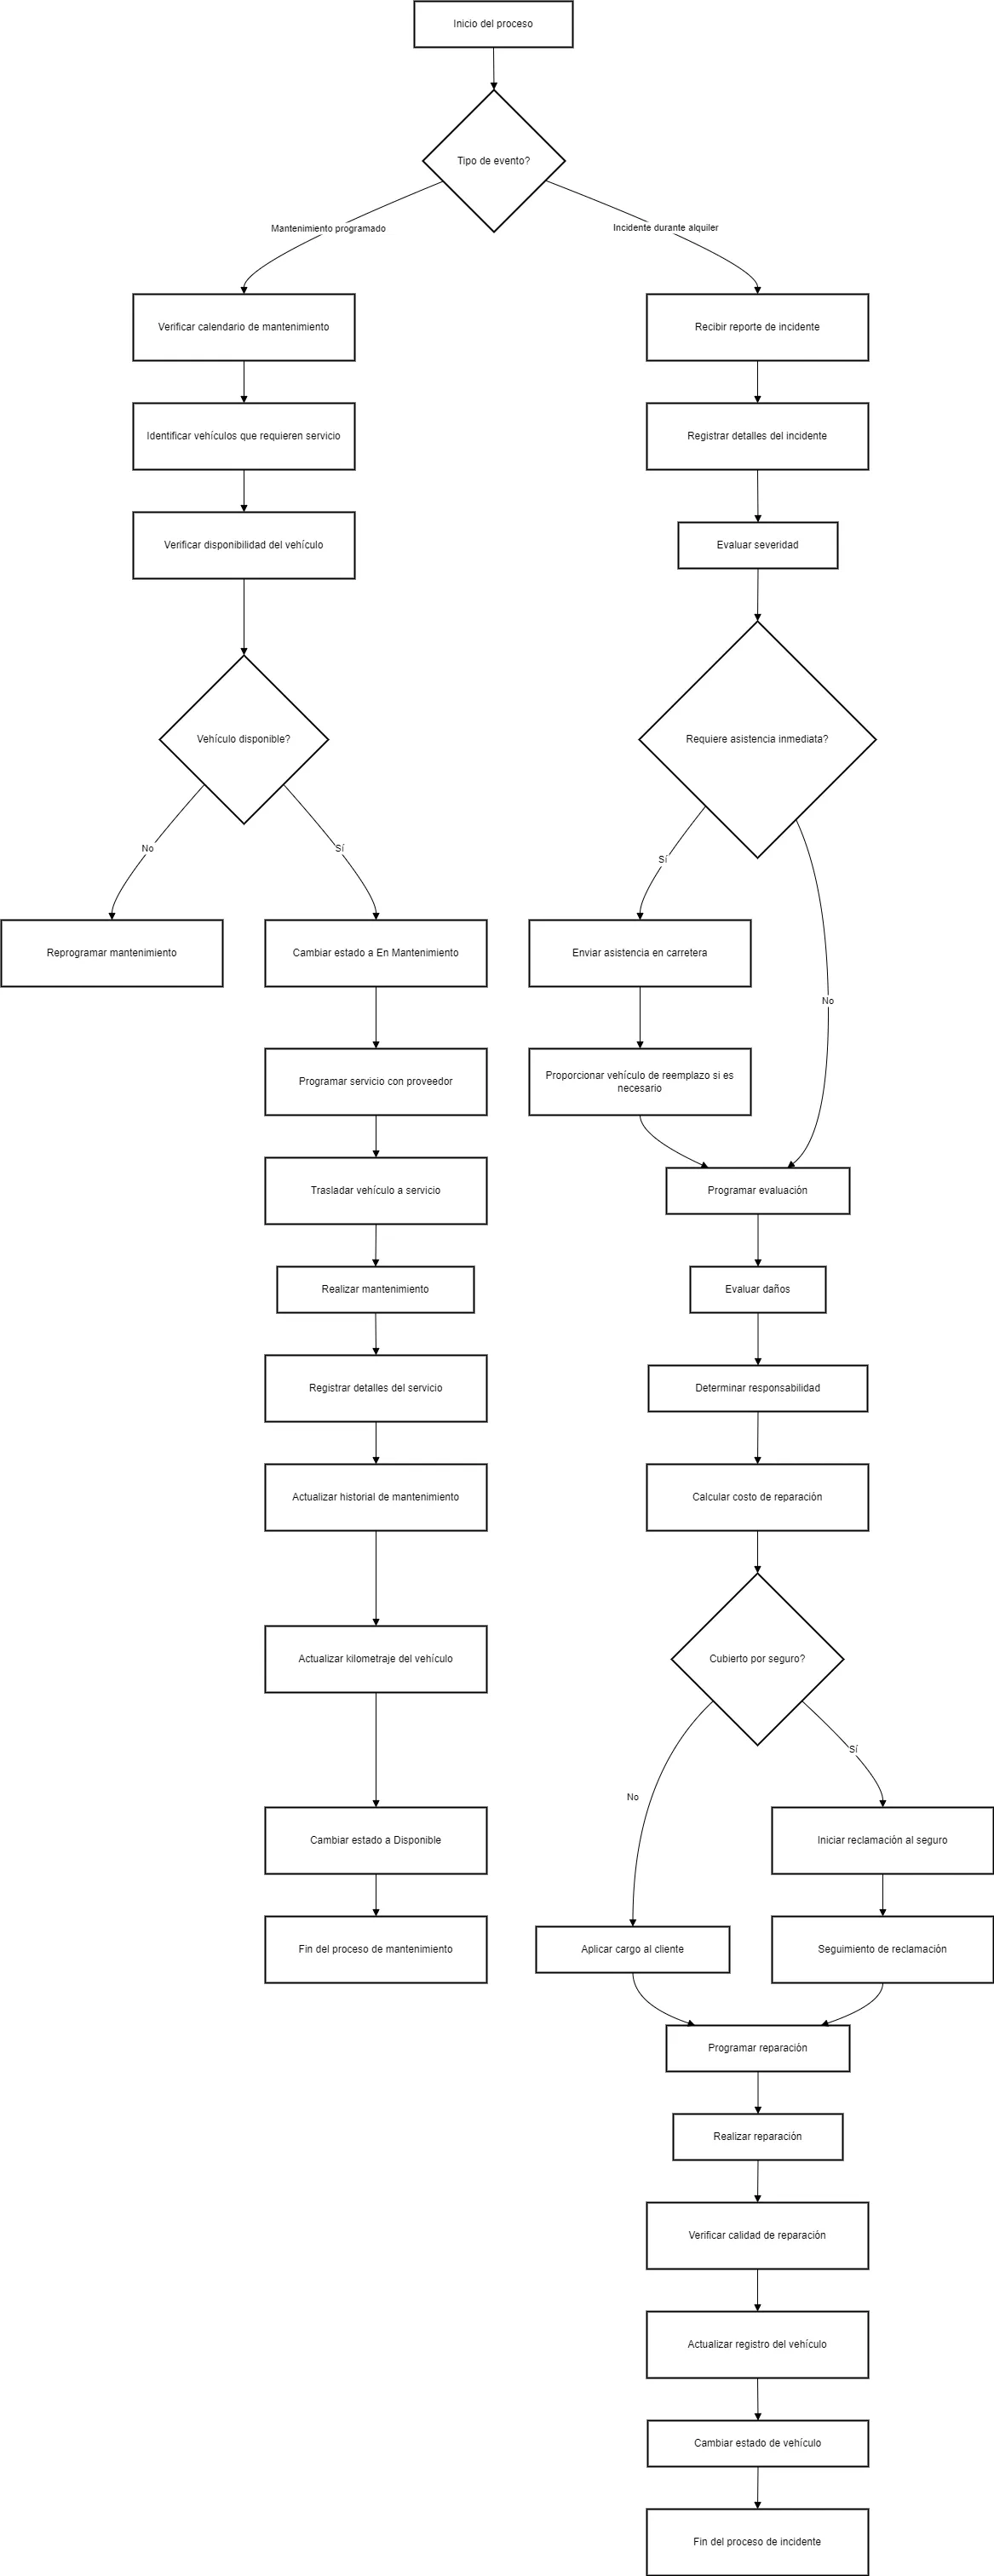 Inicio del proceso
Tipo de evento?
Mantenimiento programado
Incidente durante alquiler
Verificar calendario de mantenimiento
Recibir reporte de incidente
Identificar vehículos que requieren servicio
Registrar detalles del incidente
Verificar disponibilidad del vehículo
Evaluar severidad
Vehículo disponible?
Requiere asistencia inmediata?
No
Sí
Sí
Reprogramar mantenimiento
Cambiar estado a En Mantenimiento
Enviar asistencia en carretera
No
Programar servicio con proveedor
Proporcionar vehículo de reemplazo si es
necesario
Trasladar vehículo a servicio
Programar evaluación
Realizar mantenimiento
Evaluar daños
Registrar detalles del servicio
Determinar responsabilidad
Actualizar historial de mantenimiento
Calcular costo de reparación
Actualizar kilometraje del vehículo
Cubierto por seguro?
Sí
No
Cambiar estado a Disponible
Iniciar reclamación al seguro
Fin del proceso de mantenimiento
Aplicar cargo al cliente
Seguimiento de reclamación
Programar reparación
Realizar reparación
Verificar calidad de reparación
Actualizar registro del vehículo
Cambiar estado de vehículo
Fin del proceso de incidente